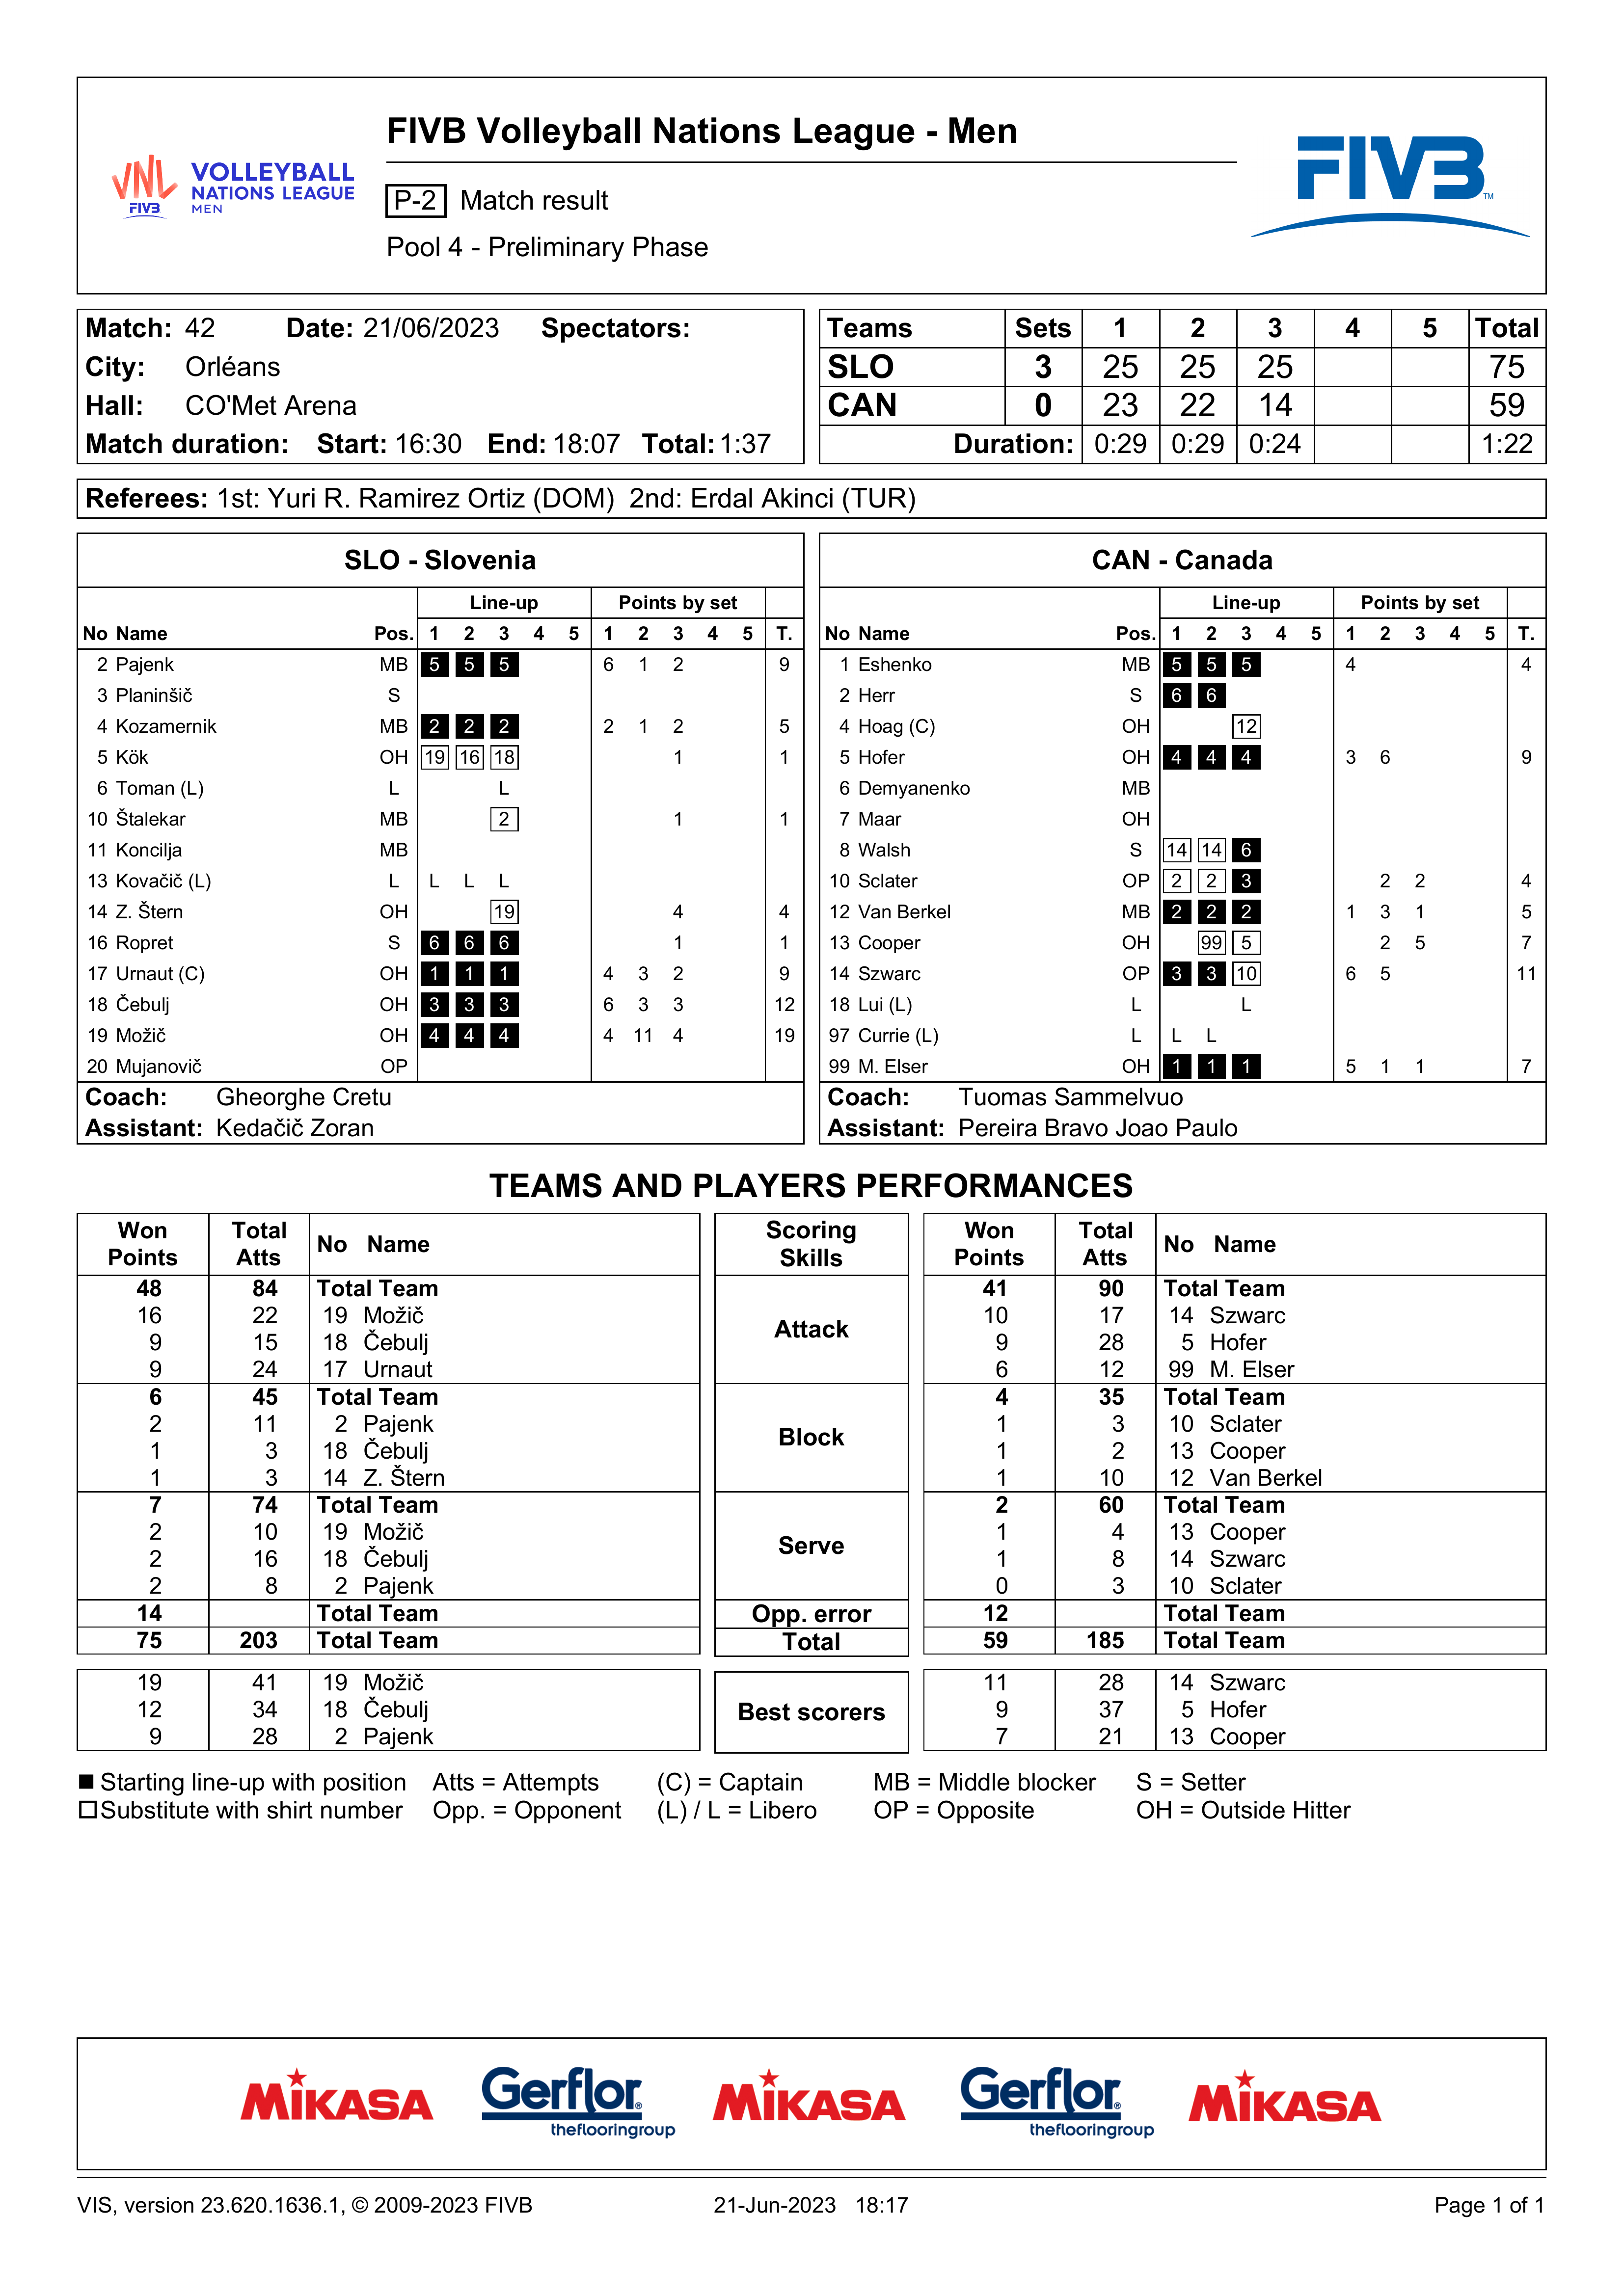 FIVB Volleyball Nations League - Men
VNL FIVB VOLLEYBALL NATIONS LEAGUE MEN
P-2 Match result
FIVB TM
Pool 4 - Preliminary Phase
Match: 42 Date: 21/06/2023 Spectators:
City: Orléans
Hall: CO'Met Arena
Match duration: Start: 16:30 End: 18:07 Total: 1:37
Teams Sets 1 2 3 4 5 Total
SLO 3 25 25 25 75
CAN 0 23 22 14 59
Duration: 0:29 0:29 0:24 1:22
Referees: 1st: Yuri R. Ramirez Ortiz (DOM) 2nd: Erdal Akinci (TUR)
SLO - Slovenia
Line-up Points by set
No Name Pos. 1 2 3 4 5 1 2 3 4 5 T.
2 Pajenk MB 5 5 5 6 1 2 9
3 Planinšič S
4 Kozamernik MB 2 2 2 2 1 2 5
5 Kök OH 19 16 18 1 1
6 Toman (L) L L
10 Štalekar MB 2 1 1
11 Koncilja MB
13 Kovačič (L) L L L L
14 Z. Štern OH 19 4 4
16 Ropret S 6 6 6 1 1
17 Urnaut (C) OH 1 1 1 4 3 2 9
18 Čebulj OH 3 3 3 6 3 3 12
19 Možič OH 4 4 4 4 11 4 19
20 Mujanovič OP
Coach: Gheorghe Cretu
Assistant: Kedačič Zoran
CAN - Canada
Line-up Points by set
No Name Pos. 1 2 3 4 5 1 2 3 4 5 T.
1 Eshenko MB 5 5 5 4 4
2 Herr S 6 6
4 Hoag (C) OH 12
5 Hofer OH 4 4 4 3 6 9
6 Demyanenko MB
7 Maar OH
8 Walsh S 14 14 6
10 Sclater OP 2 2 3 2 2 4
12 Van Berkel MB 2 2 2 1 3 1 5
13 Cooper OH 99 5 2 5 7
14 Szwarc OP 3 3 10 6 5 11
18 Lui (L) L L
97 Currie (L) L L L
99 M. Elser OH 1 1 1 5 1 1 7
Coach: Tuomas Sammelvuo
Assistant: Pereira Bravo Joao Paulo
TEAMS AND PLAYERS PERFORMANCES
Won Points Total Atts No Name Scoring Skills Won Points Total Atts No Name
48 84 Total Team 41 90 Total Team
16 22 19 Možič Attack 10 17 14 Szwarc
9 15 18 Čebulj 9 28 5 Hofer
9 24 17 Urnaut 6 12 99 M. Elser
6 45 Total Team 4 35 Total Team
2 11 2 Pajenk Block 1 3 10 Sclater
1 3 18 Čebulj 1 2 13 Cooper
1 3 14 Z. Štern 1 10 12 Van Berkel
7 74 Total Team 2 60 Total Team
2 10 19 Možič Serve 1 4 13 Cooper
2 16 18 Čebulj 1 8 14 Szwarc
2 8 2 Pajenk 0 3 10 Sclater
14 Total Team Opp. error 12 Total Team
75 203 Total Team Total 59 185 Total Team
19 41 19 Možič 11 28 14 Szwarc
12 34 18 Čebulj Best scorers 9 37 5 Hofer
9 28 2 Pajenk 7 21 13 Cooper
Starting line-up with position Atts = Attempts (C) = Captain MB = Middle blocker S = Setter
Substitute with shirt number Opp. = Opponent (L) / L = Libero OP = Opposite OH = Outside Hitter
MIKASA Gerflor® theflooringgroup MIKASA Gerflor® theflooringgroup MIKASA
VIS, version 23.620.1636.1, © 2009-2023 FIVB 21-Jun-2023 18:17 Page 1 of 1